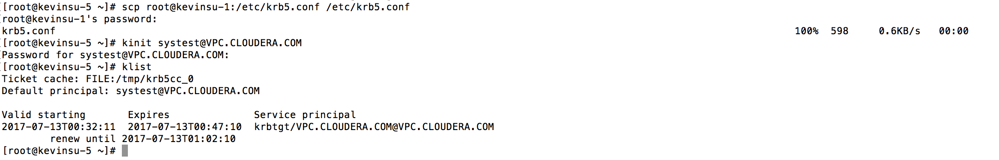 [root@kevinsu-5 ~]# scp root@kevinsu-1:/etc/krb5.conf /etc/krb5.conf
root@kevinsu-1's password:
krb5.conf 100% 598 0.6KB/s 00:00
[root@kevinsu-5 ~]# kinit systest@VPC.CLOUDERA.COM
Password for systest@VPC.CLOUDERA.COM:
[root@kevinsu-5 ~]# klist
Ticket cache: FILE:/tmp/krb5cc_0
Default principal: systest@VPC.CLOUDERA.COM

Valid starting       Expires              Service principal
2017-07-13T00:32:11  2017-07-13T00:47:10  krbtgt/VPC.CLOUDERA.COM@VPC.CLOUDERA.COM
        renew until 2017-07-13T01:02:10
[root@kevinsu-5 ~]#